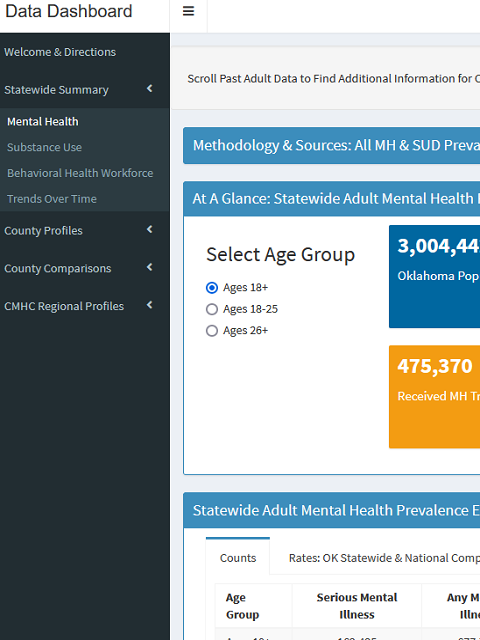 Data Dashboard
Welcome & Directions
Statewide Summary
Mental Health
Substance Use
Behavioral Health Workforce
Trends Over Time
County Profiles
County Comparisons
CMHC Regional Profiles
Scroll Past Adult Data to Find Additional Information for
Methodology & Sources: All MH & SUD Preva
At A Glance: Statewide Adult Mental Health
Select Age Group
Ages 18+
Ages 18-25
Ages 26+
3,004,44
Oklahoma Pop
475,370
Received MH Tr
Statewide Adult Mental Health Prevalence E
Counts
Rates: OK Statewide & National Comp
Age Group
Serious Mental Illness
Any M
Illn